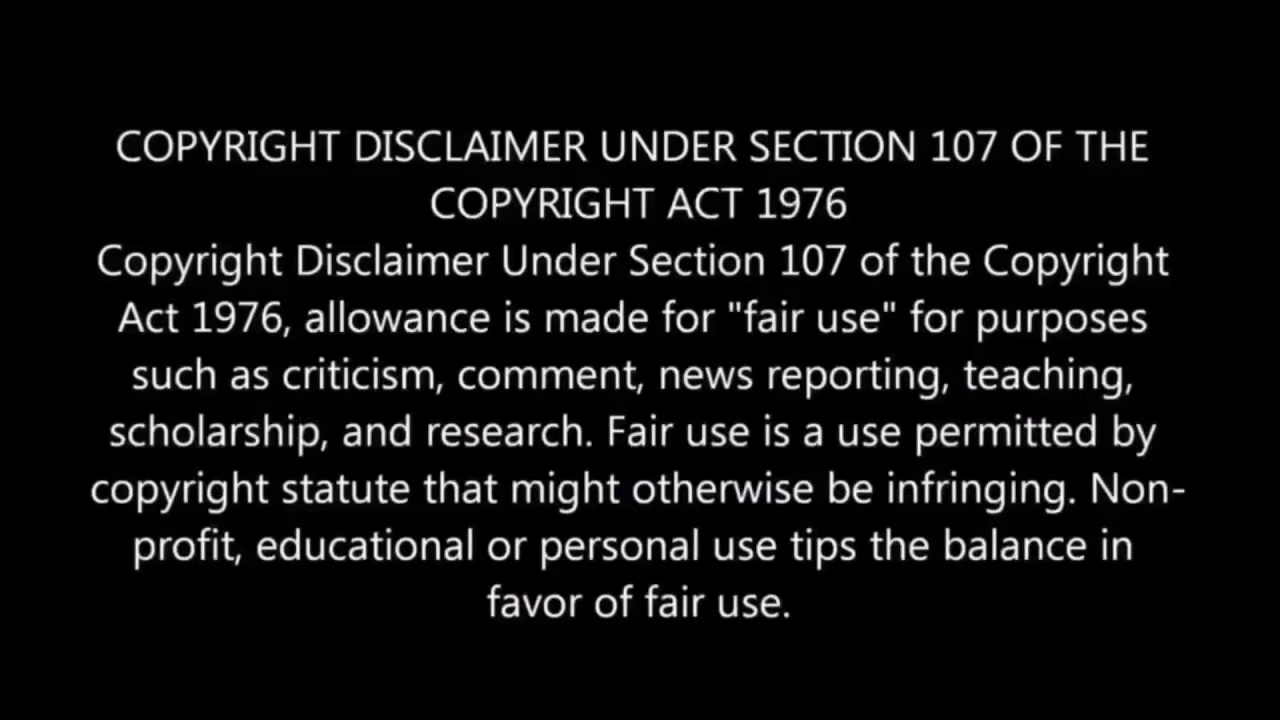 COPYRIGHT DISCLAIMER UNDER SECTION 107 OF THE
COPYRIGHT ACT 1976
Copyright Disclaimer Under Section 107 of the Copyright
Act 1976, allowance is made for "fair use" for purposes
such as criticism, comment, news reporting, teaching,
scholarship, and research. Fair use is a use permitted by
copyright statute that might otherwise be infringing. Non-
profit, educational or personal use tips the balance in
favor of fair use.